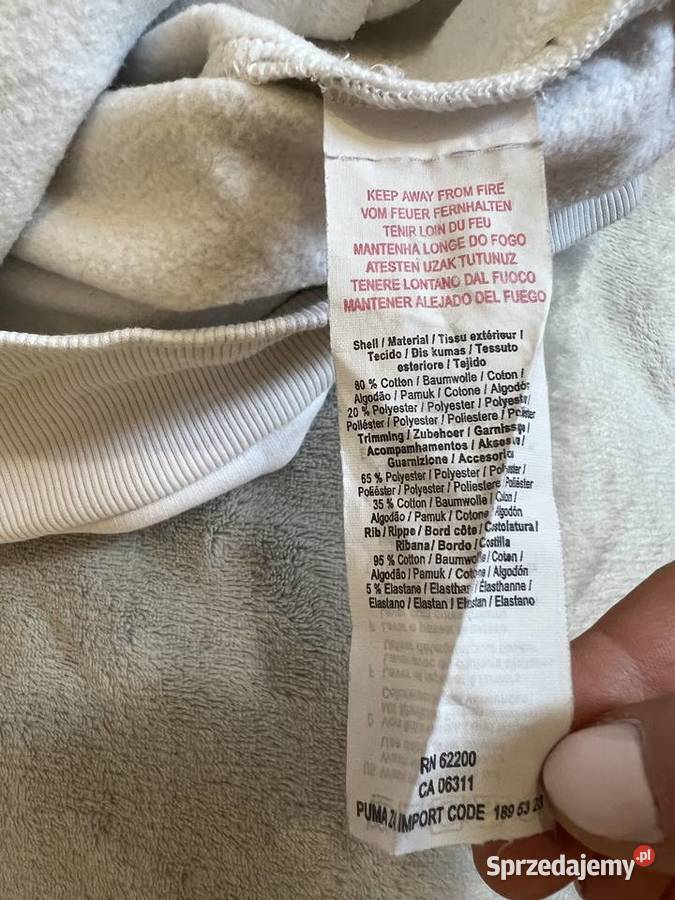 KEEP AWAY FROM FIRE
VOM FEUER FERNHALTEN
TENIR LOIN DU FEU
MANTENHA LONGE DO FOGO
ATESTEN UZAK TUTUNUZ
TENERE LONTANO DAL FUOCO
MANTENER ALEJADO DEL FUEGO
Shell / Material / Tissu extérieur /
Tecido / Dis kumas / Tessuto
esteriore / Tejido
80 % Cotton / Baumwolle / Coton /
Algodão / Pamuk / Cotone / Algodón
20 % Polyester / Polyester / Polyester /
Poliéster / Polyester / Poliestere / Poliéster
Trimming / Zubehoer / Garnissage /
Acompanhamentos / Aksesuar /
Guarnizione / Accesorios
65 % Polyester / Polyester / Polyester /
Poliéster / Polyester / Poliestere / Poliéster
35 % Cotton / Baumwolle / Coton /
Algodão / Pamuk / Cotone / Algodón
Rib / Rippe / Bord côte / Costolatura /
Ribana / Bordo / Costilla
95 % Cotton / Baumwolle / Coton /
Algodão / Pamuk / Cotone / Algodón
5 % Elastane / Elasthan / Élasthanne /
Elastano / Elastan / Elastan / Elastano
RN 62200
CA 06311
PUMA IMPORT CODE 189 53
Sprzedajemy.pl